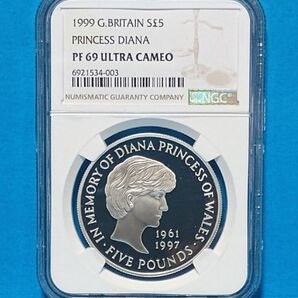 1999 G.BRITAIN S£5
PRINCESS DIANA
PF 69 ULTRA CAMEO
6921534-003
NUMISMATIC GUARANTY COMPANY
NGC
IN MEMORY OF DIANA PRINCESS OF WALES
1961
1997
· FIVE POUNDS ·